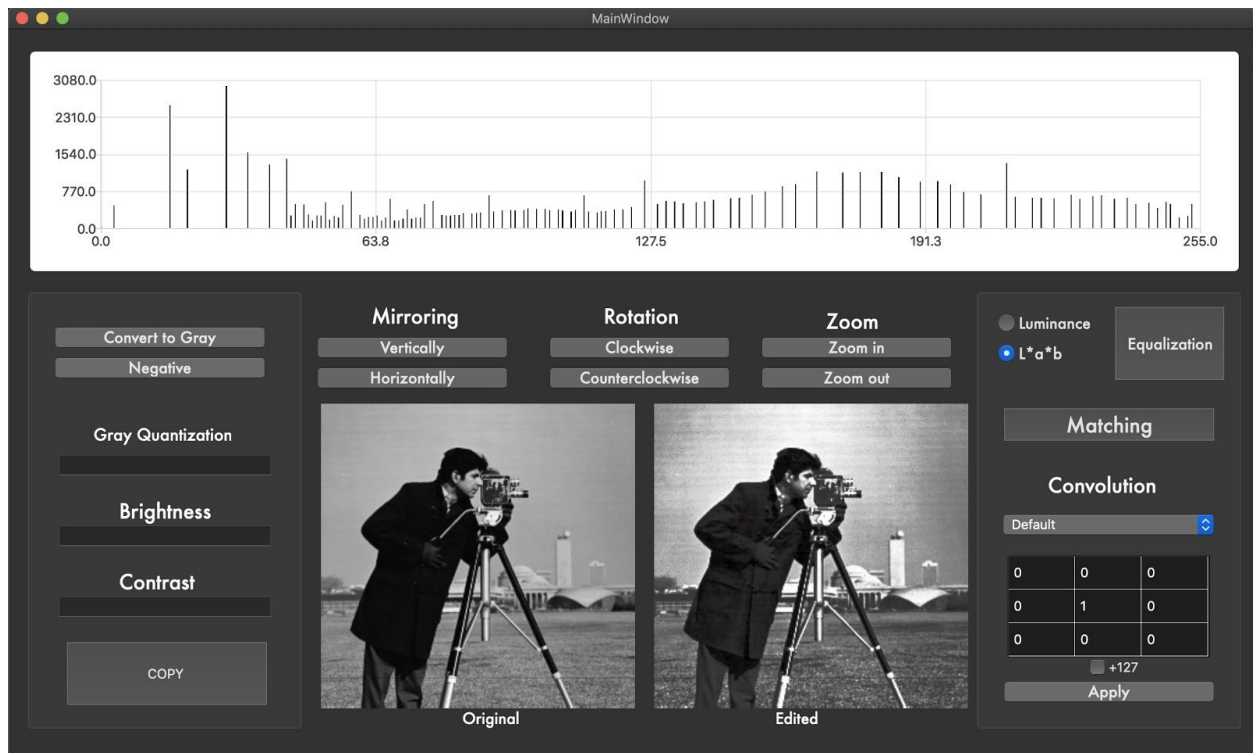 MainWindow
3080.0
2310.0
1540.0
770.0
0.0
0.0 63.8 127.5 191.3 255.0
Convert to Gray
Negative
Gray Quantization
Brightness
Contrast
COPY
Mirroring
Vertically
Horizontally
Rotation
Clockwise
Counterclockwise
Zoom
Zoom in
Zoom out
Original
Edited
Luminance
L*a*b
Equalization
Matching
Convolution
Default
0 0 0
0 1 0
0 0 0
+127
Apply